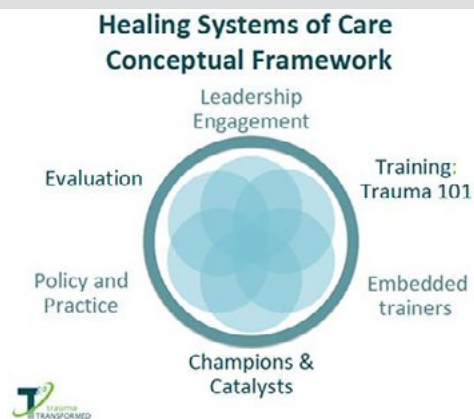 Healing Systems of Care
Conceptual Framework
Leadership
Engagement
Training:
Trauma 101
Embedded
trainers
Champions &
Catalysts
Policy and
Practice
Evaluation
trauma
TRANSFORMED